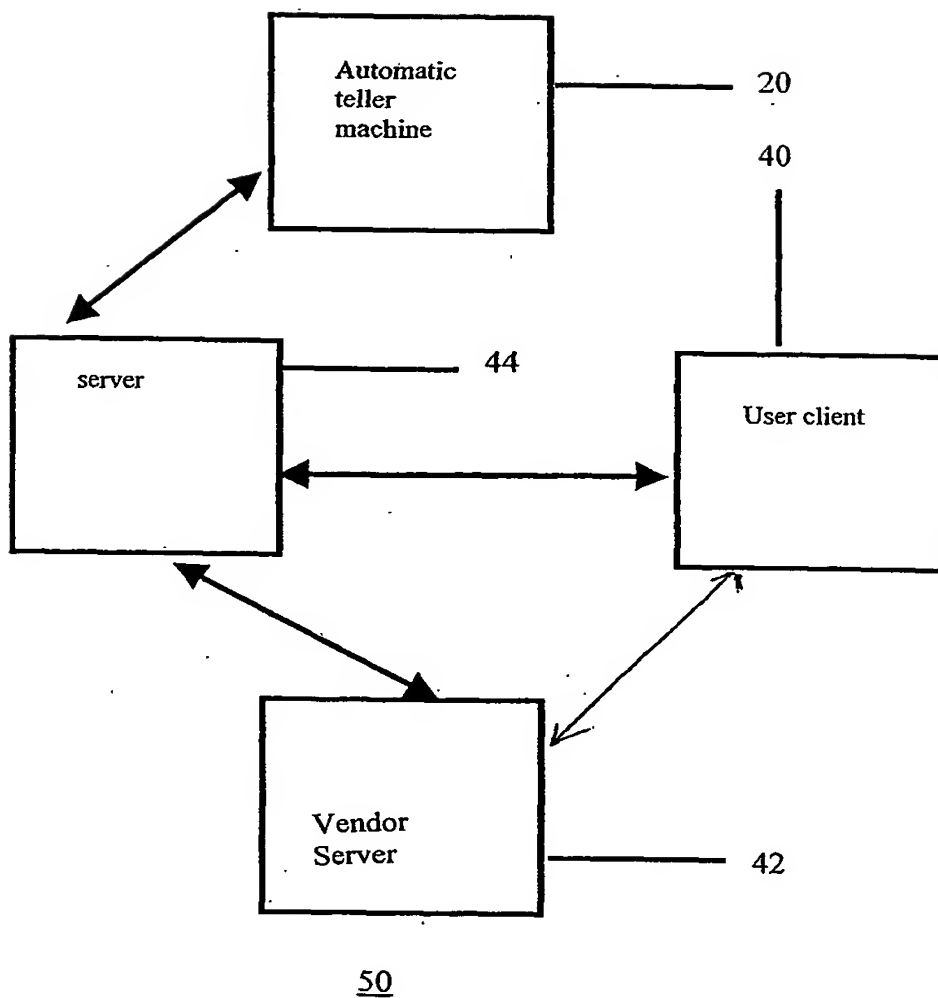 Automatic
teller
machine
20
40
server
44
User client
Vendor
Server
42
50